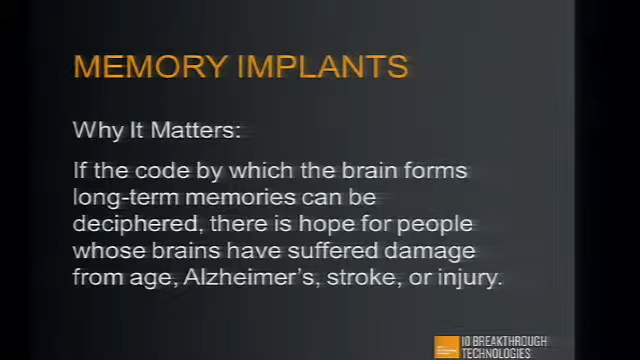 MEMORY IMPLANTS
Why It Matters:
If the code by which the brain forms
long-term memories can be
deciphered, there is hope for people
whose brains have suffered damage
from age, Alzheimer's, stroke, or injury.
10 BREAKTHROUGH
TECHNOLOGIES